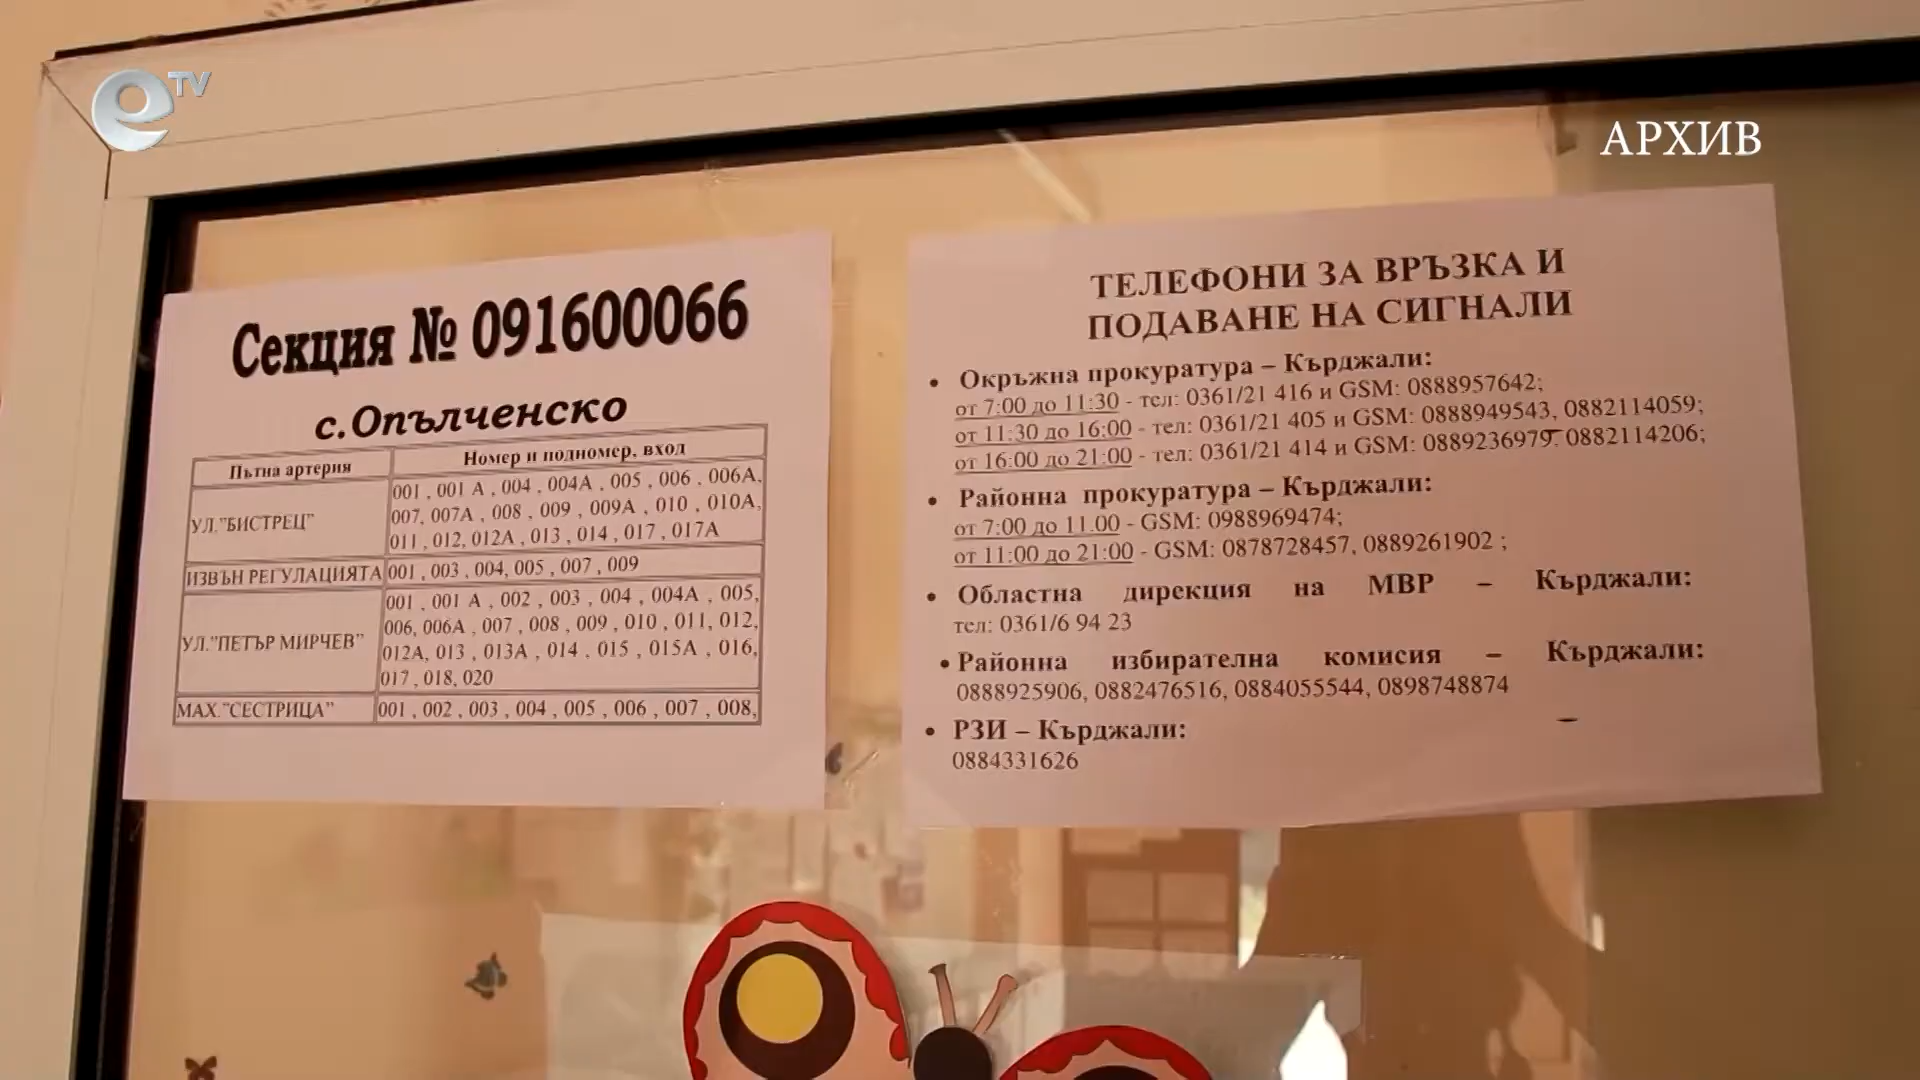 e TV
АРХИВ
Секция № 091600066
с.Опълченско
Пътна артерия Номер и подномер, вход
УЛ."БИСТРЕЦ" 001 , 001 А , 004 , 004А , 005 , 006 , 006А,
007, 007А , 008 , 009 , 009А , 010 , 010А,
011 , 012, 012А , 013 , 014 , 017 , 017А
ИЗВЪН РЕГУЛАЦИЯТА 001 , 003 , 004, 005 , 007 , 009
УЛ."ПЕТЪР МИРЧЕВ" 001 , 001 А , 002 , 003 , 004 , 004А , 005,
006, 006А , 007 , 008 , 009 , 010 , 011, 012,
012А, 013 , 013А , 014 , 015 , 015А , 016,
017 , 018, 020
МАХ."СЕСТРИЦА" 001 , 002 , 003 , 004 , 005 , 006 , 007 , 008,
ТЕЛЕФОНИ ЗА ВРЪЗКА И
ПОДАВАНЕ НА СИГНАЛИ
• Окръжна прокуратура – Кърджали:
от 7:00 до 11:30 - тел: 0361/21 416 и GSM: 0888957642;
от 11:30 до 16:00 - тел: 0361/21 405 и GSM: 0888949543, 0882114059;
от 16:00 до 21:00 - тел: 0361/21 414 и GSM: 0889236979, 0882114206;
• Районна прокуратура – Кърджали:
от 7:00 до 11.00 - GSM: 0988969474;
от 11:00 до 21:00 - GSM: 0878728457, 0889261902 ;
• Областна дирекция на МВР – Кърджали:
тел: 0361/6 94 23
• Районна избирателна комисия – Кърджали:
0888925906, 0882476516, 0884055544, 0898748874
• РЗИ – Кърджали: –
0884331626